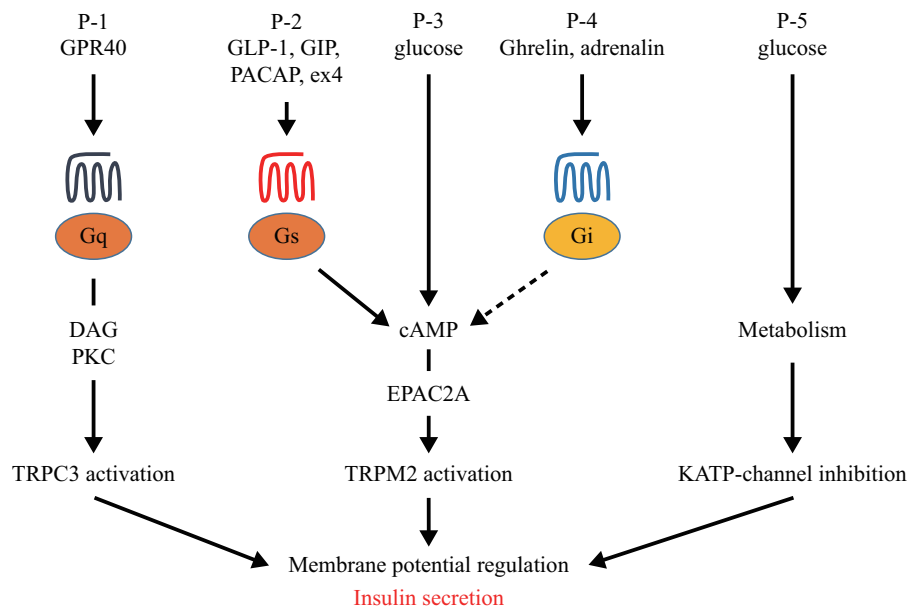 P-1
GPR40
P-2
GLP-1, GIP,
PACAP, ex4
P-3
glucose
P-4
Ghrelin, adrenalin
P-5
glucose
Gq
Gs
Gi
DAG
PKC
cAMP
Metabolism
EPAC2A
TRPC3 activation
TRPM2 activation
KATP-channel inhibition
Membrane potential regulation
Insulin secretion